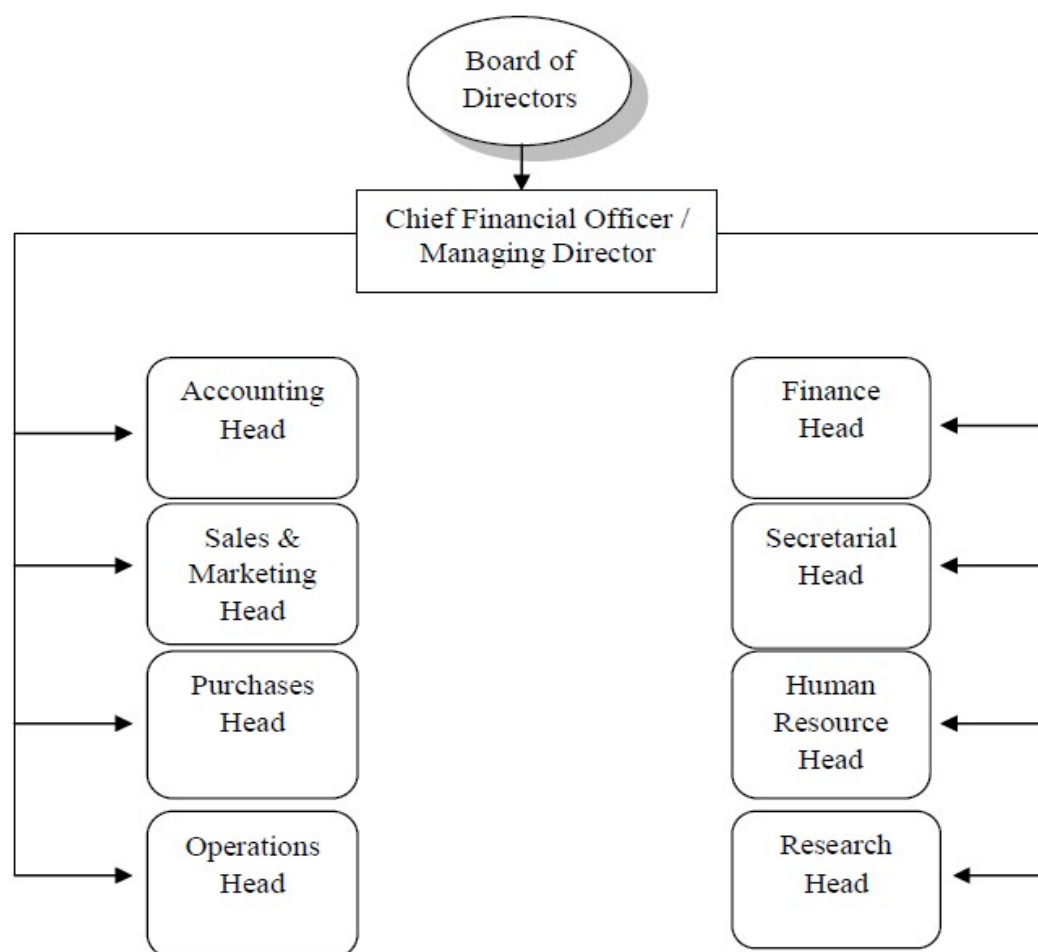 Board of
Directors
Chief Financial Officer /
Managing Director
Accounting
Head
Finance
Head
Sales &
Marketing
Head
Secretarial
Head
Purchases
Head
Human
Resource
Head
Operations
Head
Research
Head